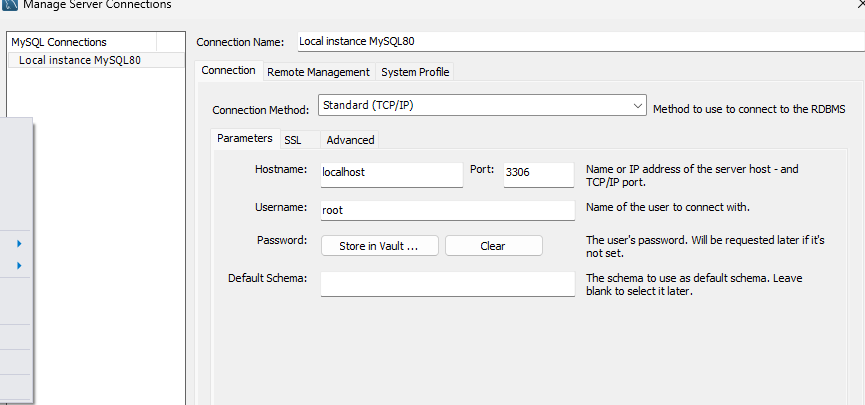 Manage Server Connections
MySQL Connections
Local instance MySQL80
Connection Name: Local instance MySQL80
Connection Remote Management System Profile
Connection Method: Standard (TCP/IP) Method to use to connect to the RDBMS
Parameters SSL Advanced
Hostname: localhost Port: 3306 Name or IP address of the server host - and
TCP/IP port.
Username: root Name of the user to connect with.
Password: Store in Vault ... Clear The user's password. Will be requested later if it's
not set.
Default Schema: The schema to use as default schema. Leave
blank to select it later.